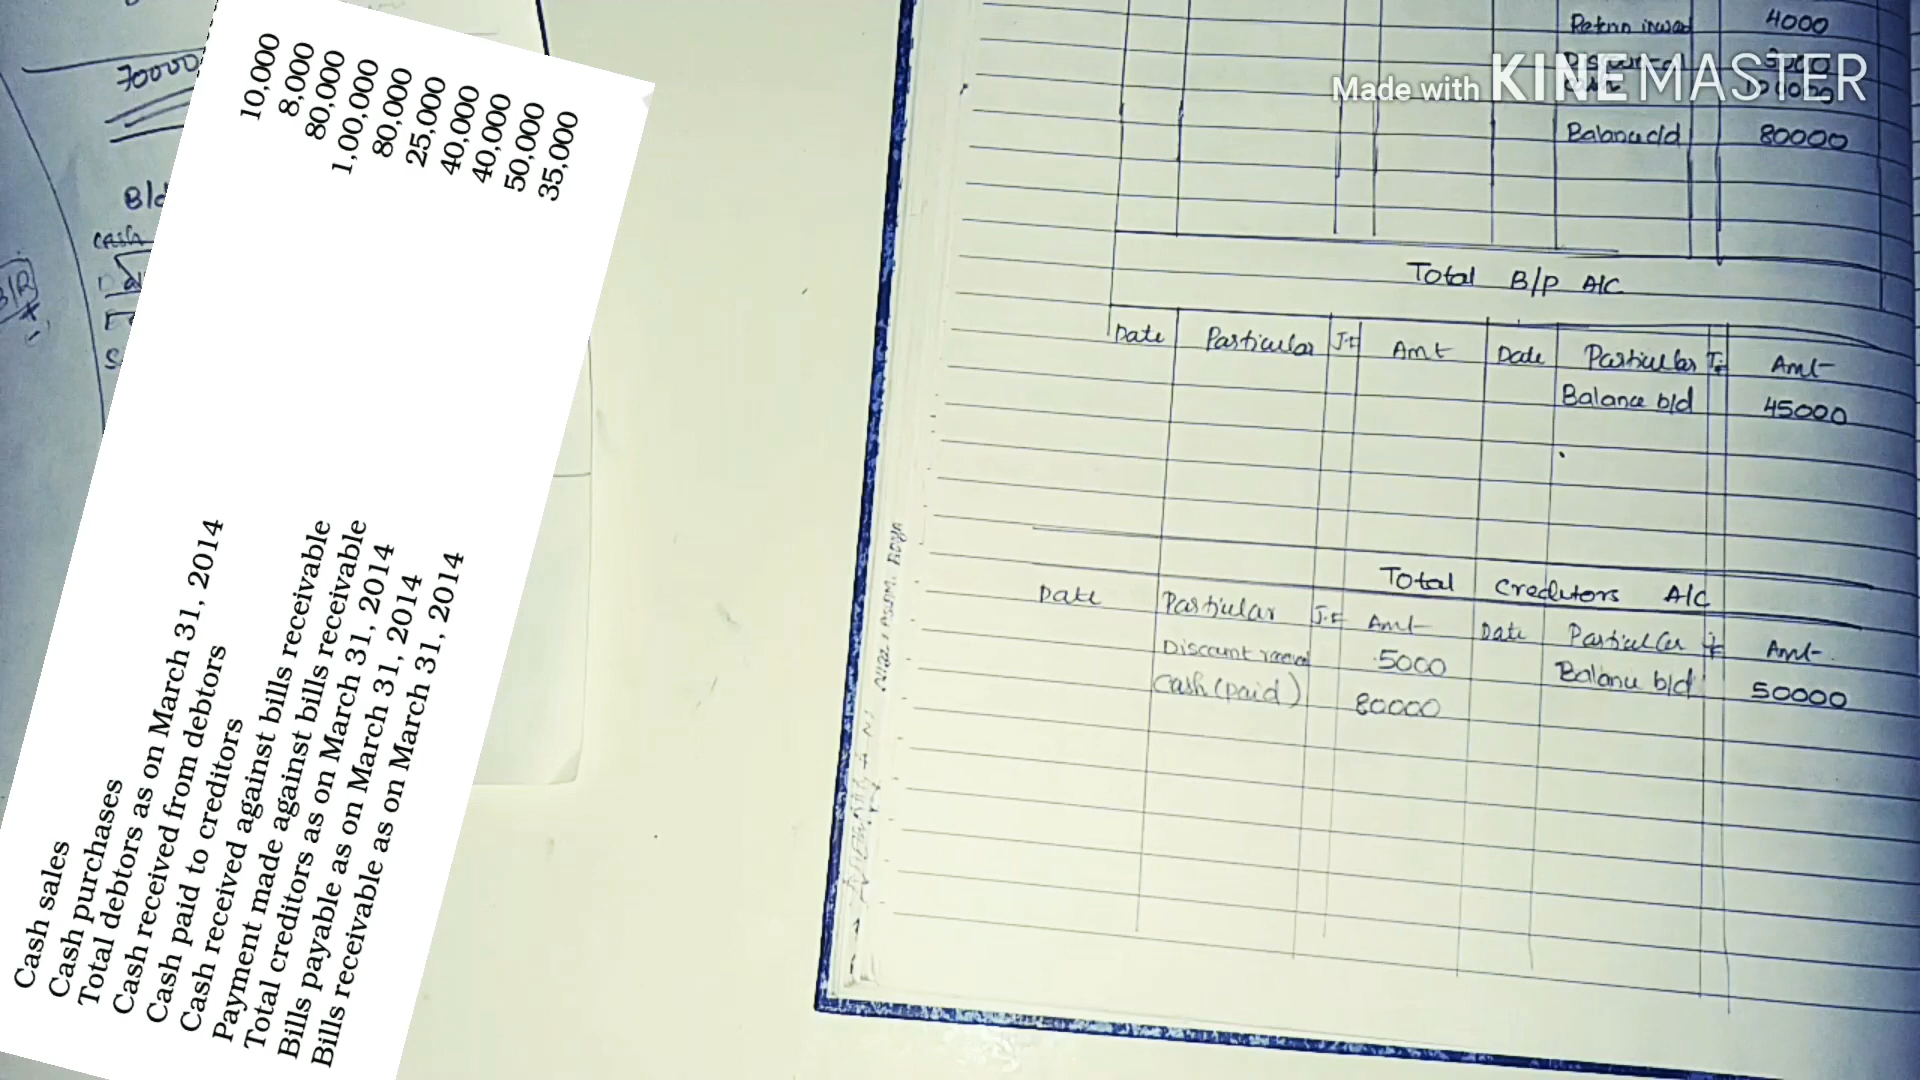 Cash sales 10,000
Cash purchases 8,000
Total debtors as on March 31, 2014 80,000
Cash received from debtors 1,00,000
Cash paid to creditors 80,000
Cash received against bills receivable 25,000
Payment made against bills receivable 40,000
Total creditors as on March 31, 2014 40,000
Bills payable as on March 31, 2014 50,000
Bills receivable as on March 31, 2014 35,000
70000
B/d
cash
B/R
Return inward 4000
Made with KINEMASTER
Balance c/d 80000
Total B/P A/C
Date Particular J.F Amt Date Particular J.F Amt
Balance b/d 45000
Total Creditors A/C
Date Particular J.F Amt Date Particular J.F Amt
Discount received 5000 Balance b/d 50000
Cash (paid) 80000